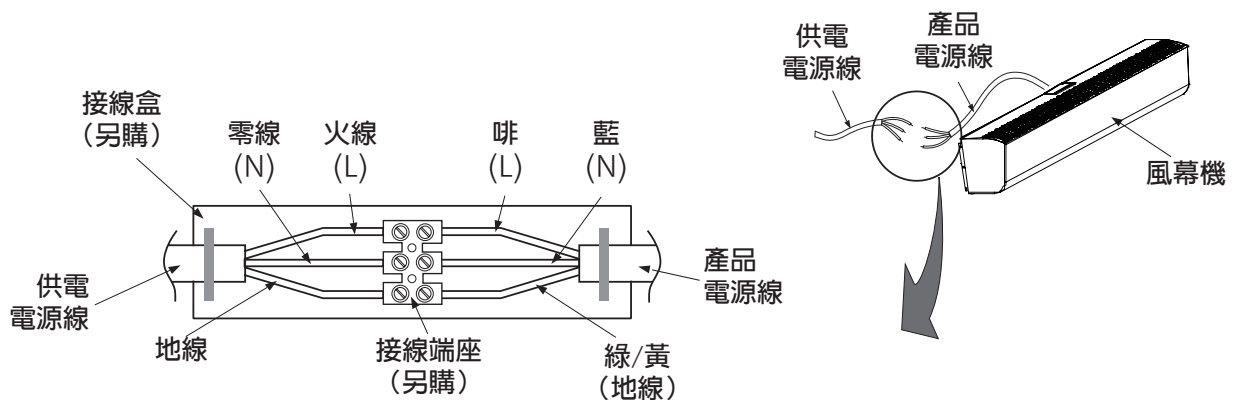 接線盒
（另購）
零線
(N)
火線
(L)
啡
(L)
藍
(N)
供電
電源線
地線
接線端座
（另購）
綠/黃
（地線）
產品
電源線
供電
電源線
產品
電源線
風幕機